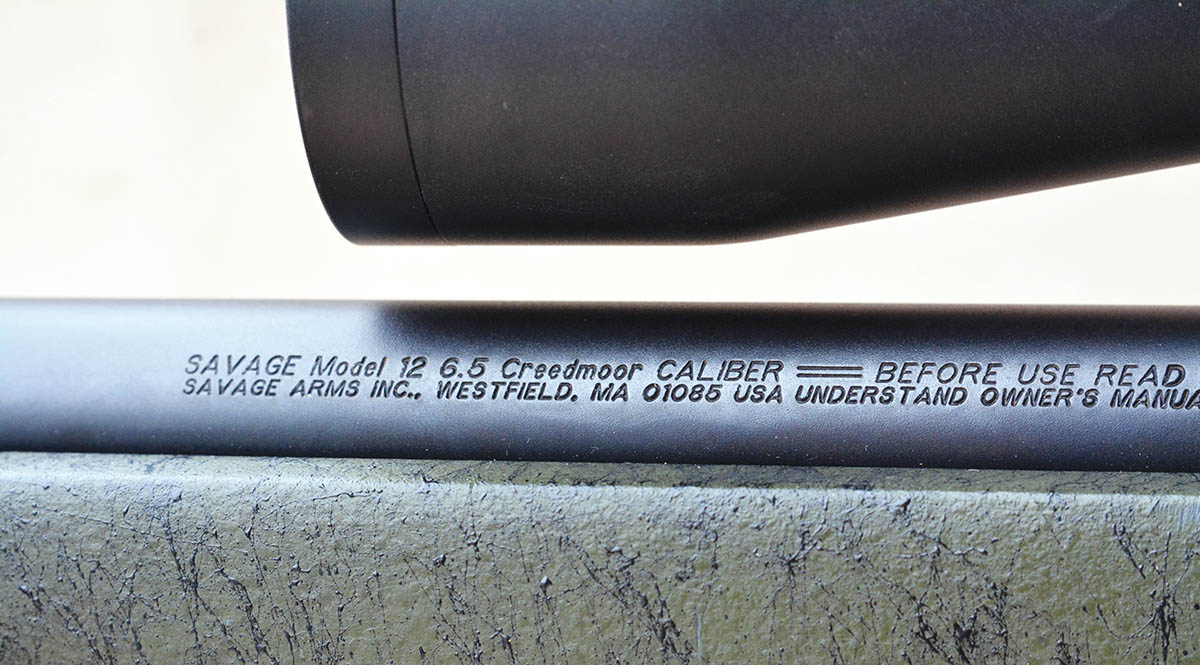 SAVAGE Model 12 6.5 Creedmoor CALIBER ═══ BEFORE USE READ
SAVAGE ARMS INC., WESTFIELD, MA 01085 USA UNDERSTAND OWNER'S MANUA